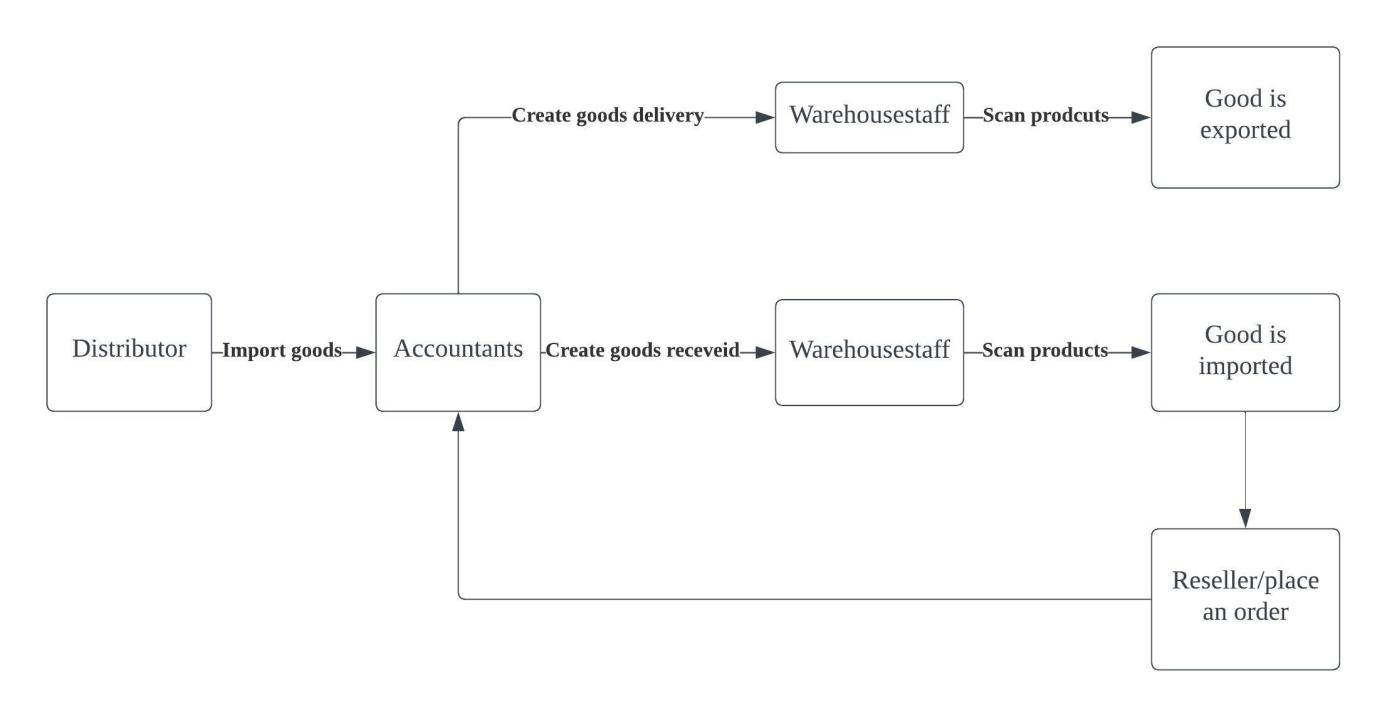 Create goods delivery
Warehousestaff
Scan prodcuts
Good is
exported
Distributor
Import goods
Accountants
Create goods receveid
Warehousestaff
Scan products
Good is
imported
Reseller/place
an order